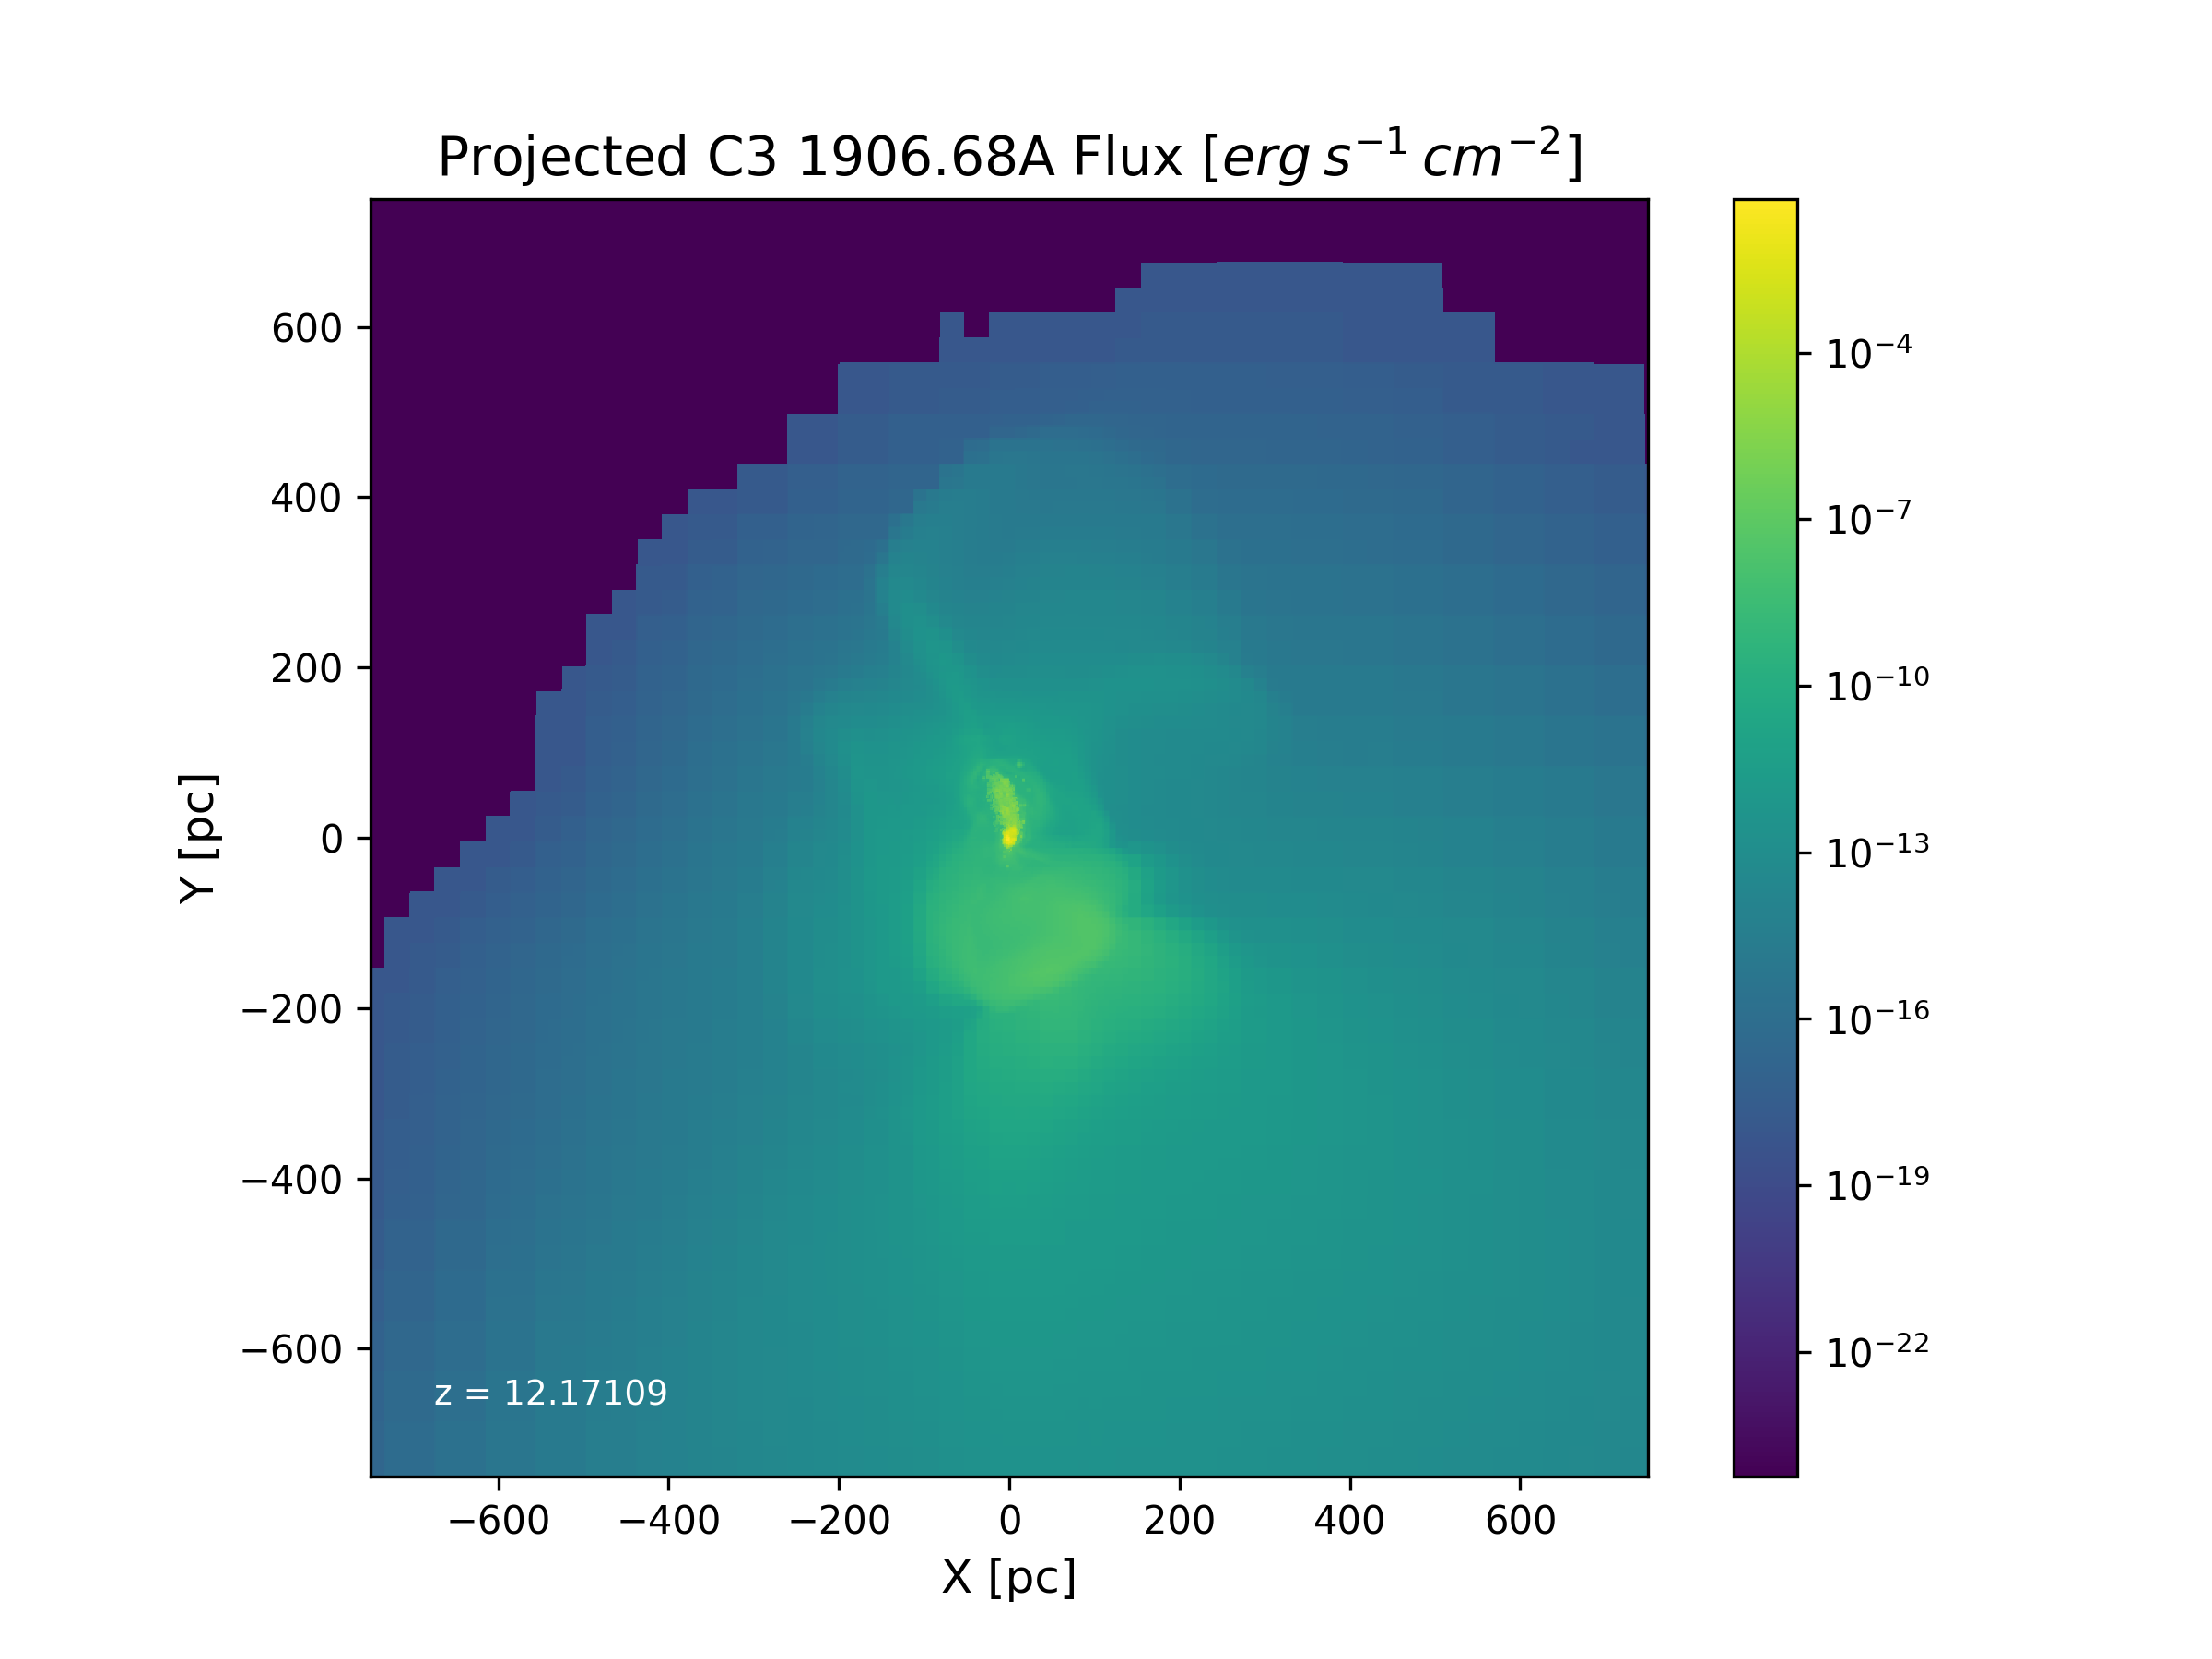 Projected C3 1906.68A Flux [erg s⁻¹ cm⁻²]
600
400
200
0
−200
−400
−600
Y [pc]
z = 12.17109
−600 −400 −200 0 200 400 600
X [pc]
10⁻⁴
10⁻⁷
10⁻¹⁰
10⁻¹³
10⁻¹⁶
10⁻¹⁹
10⁻²²